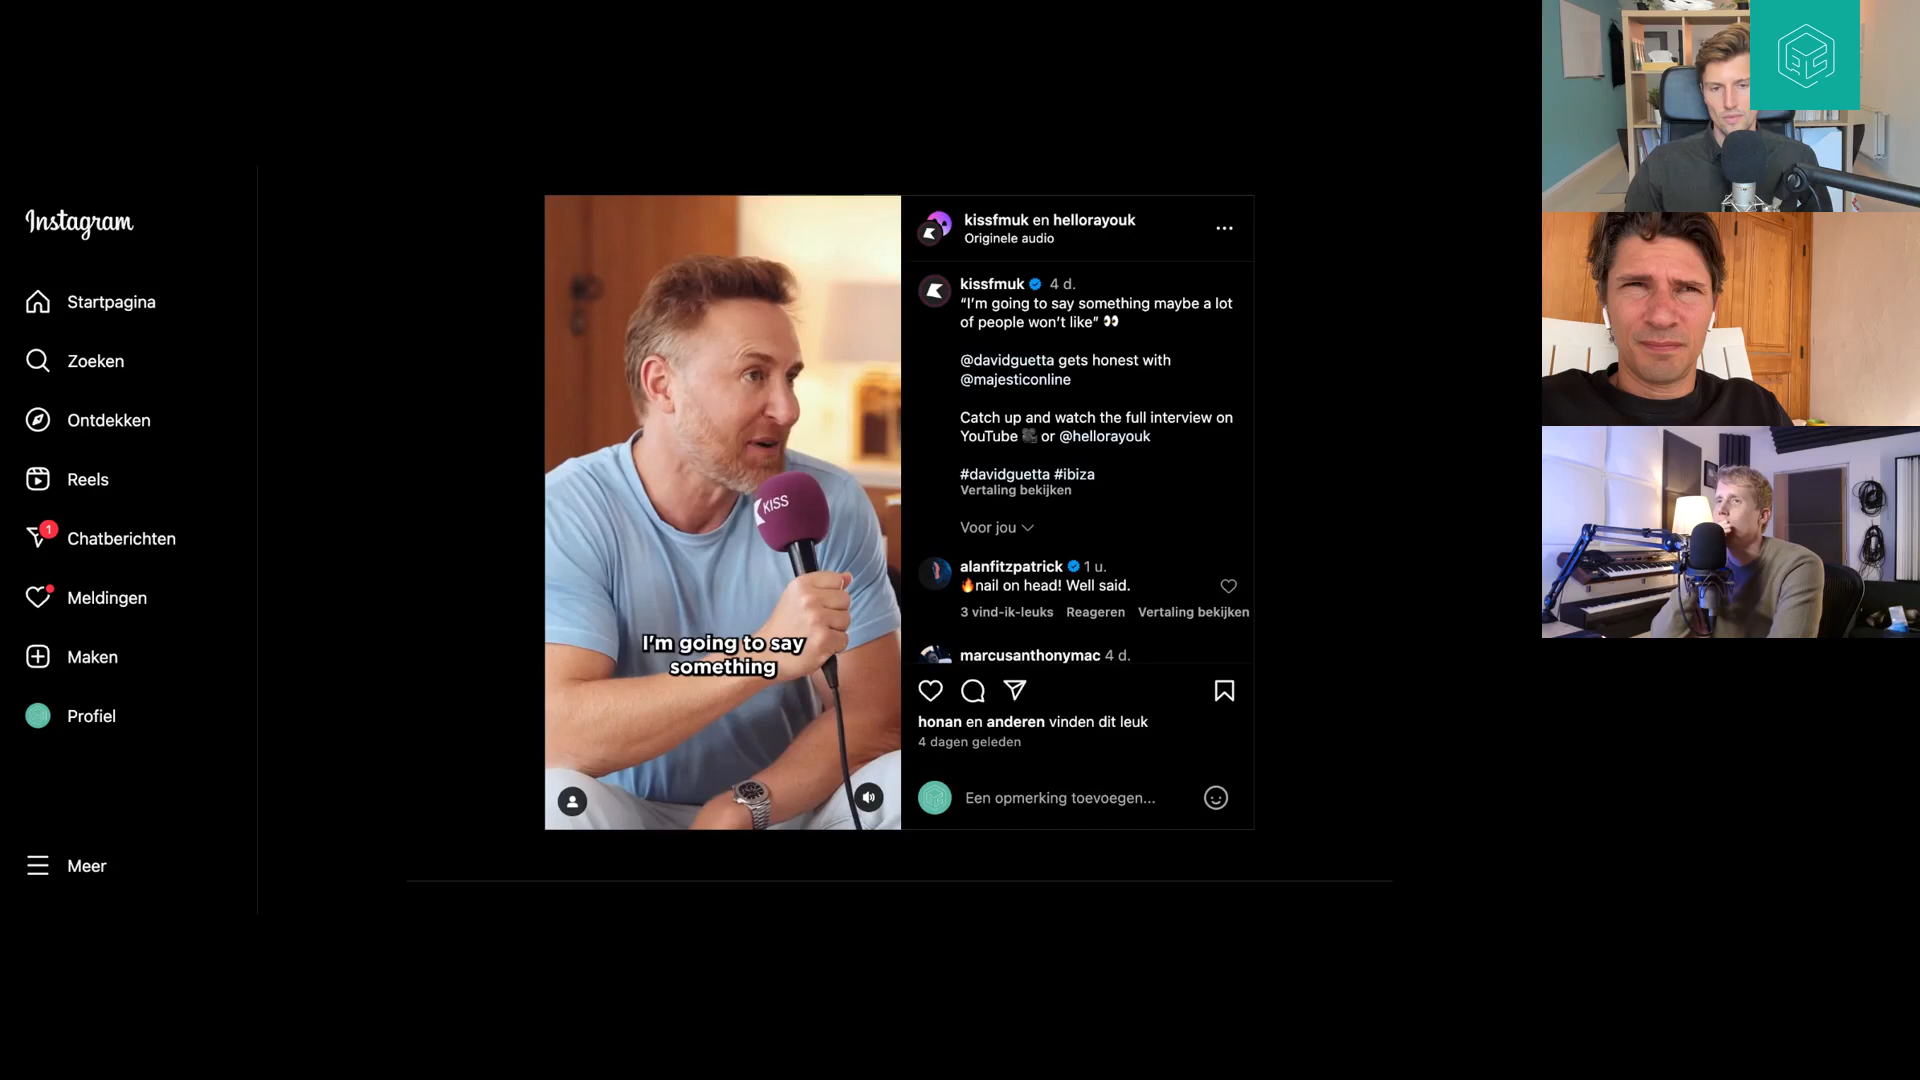 Instagram
Startpagina
Zoeken
Ontdekken
Reels
1
Chatberichten
Meldingen
Maken
Profiel
Meer
KISS
I'm going to say
something
kissfmuk en hellorayouk
Originele audio
kissfmuk 4 d.
“I’m going to say something maybe a lot
of people won’t like” 👀
@davidguetta gets honest with
@majesticonline
Catch up and watch the full interview on
YouTube 🎥 or @hellorayouk
#davidguetta #ibiza
Vertaling bekijken
Voor jou
alanfitzpatrick 1 u.
🔥nail on head! Well said.
3 vind-ik-leuks Reageren Vertaling bekijken
marcusanthonymac 4 d.
honan en anderen vinden dit leuk
4 dagen geleden
Een opmerking toevoegen...